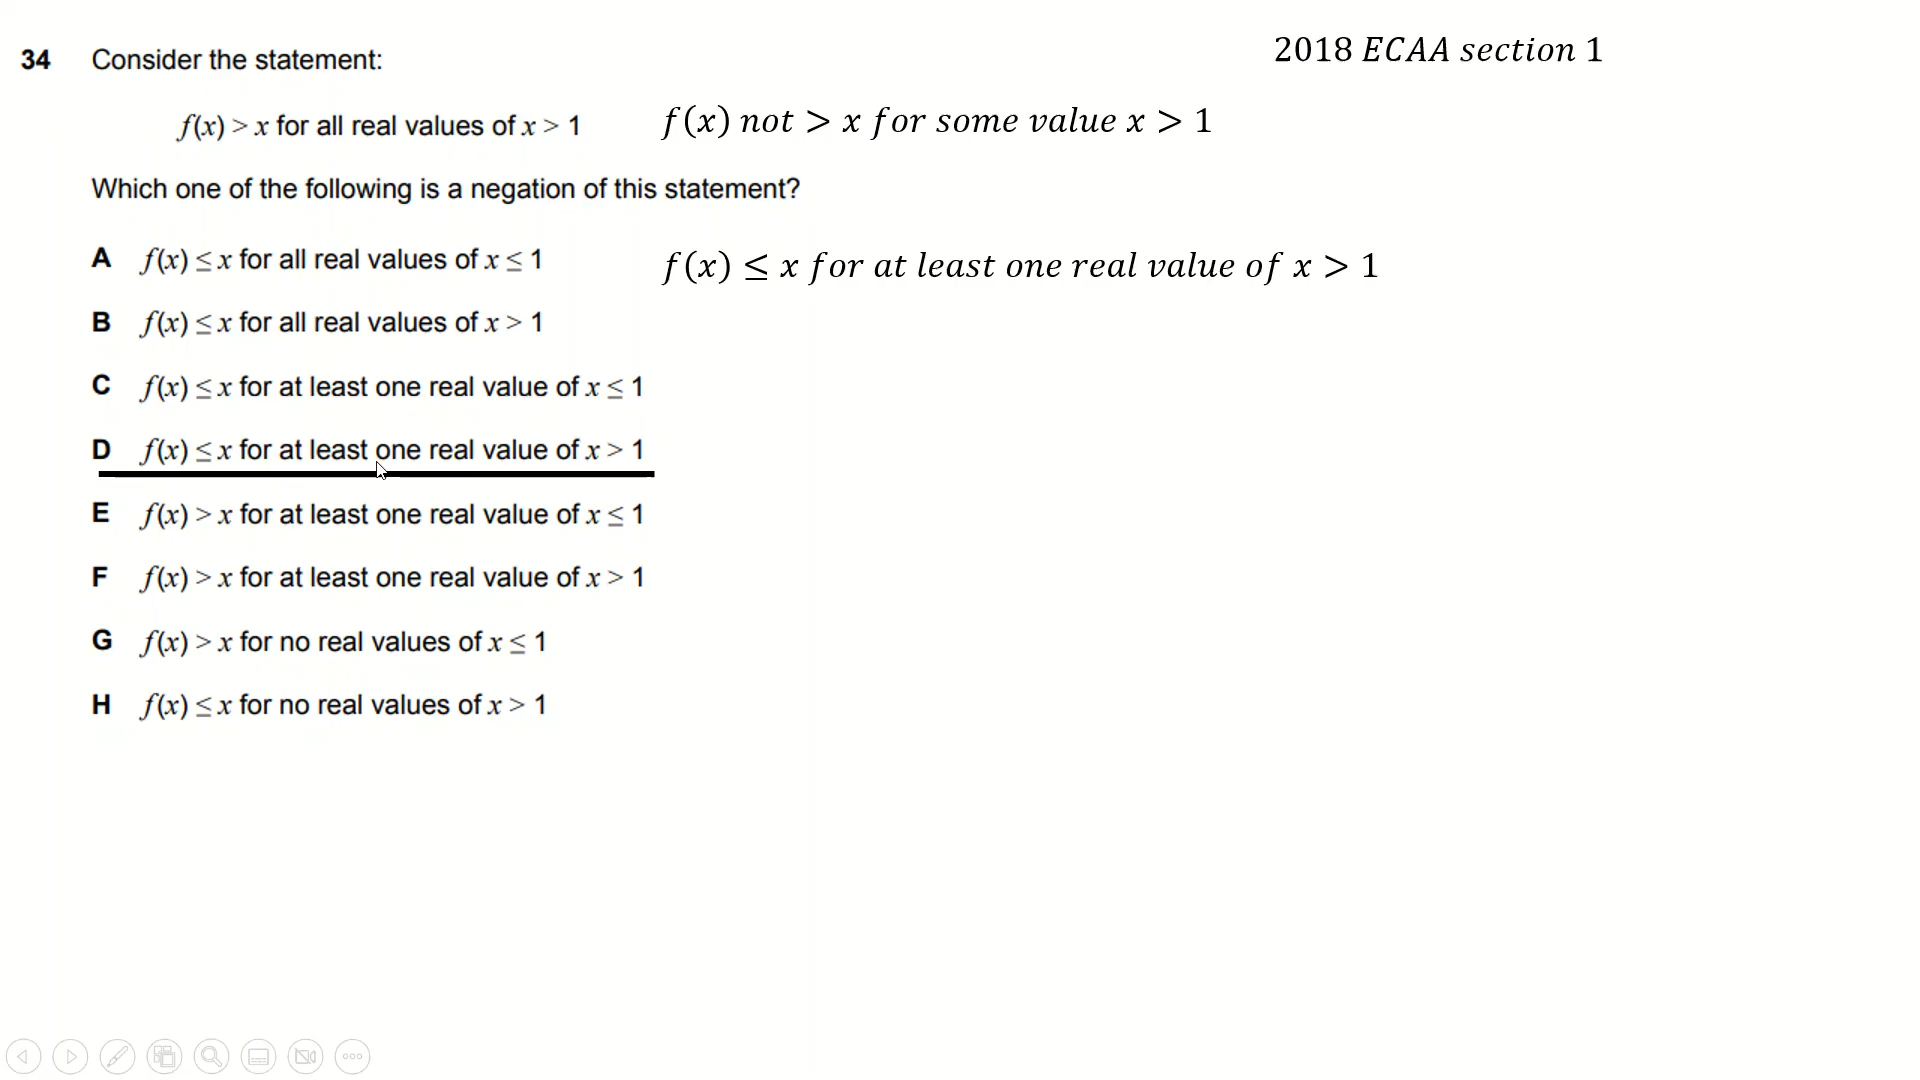 34 Consider the statement:
2018 ECAA section 1
f(x) > x for all real values of x > 1
f(x) not > x for some value x > 1
Which one of the following is a negation of this statement?
A f(x) ≤ x for all real values of x ≤ 1
f(x) ≤ x for at least one real value of x > 1
B f(x) ≤ x for all real values of x > 1
C f(x) ≤ x for at least one real value of x ≤ 1
D f(x) ≤ x for at least one real value of x > 1
E f(x) > x for at least one real value of x ≤ 1
F f(x) > x for at least one real value of x > 1
G f(x) > x for no real values of x ≤ 1
H f(x) ≤ x for no real values of x > 1